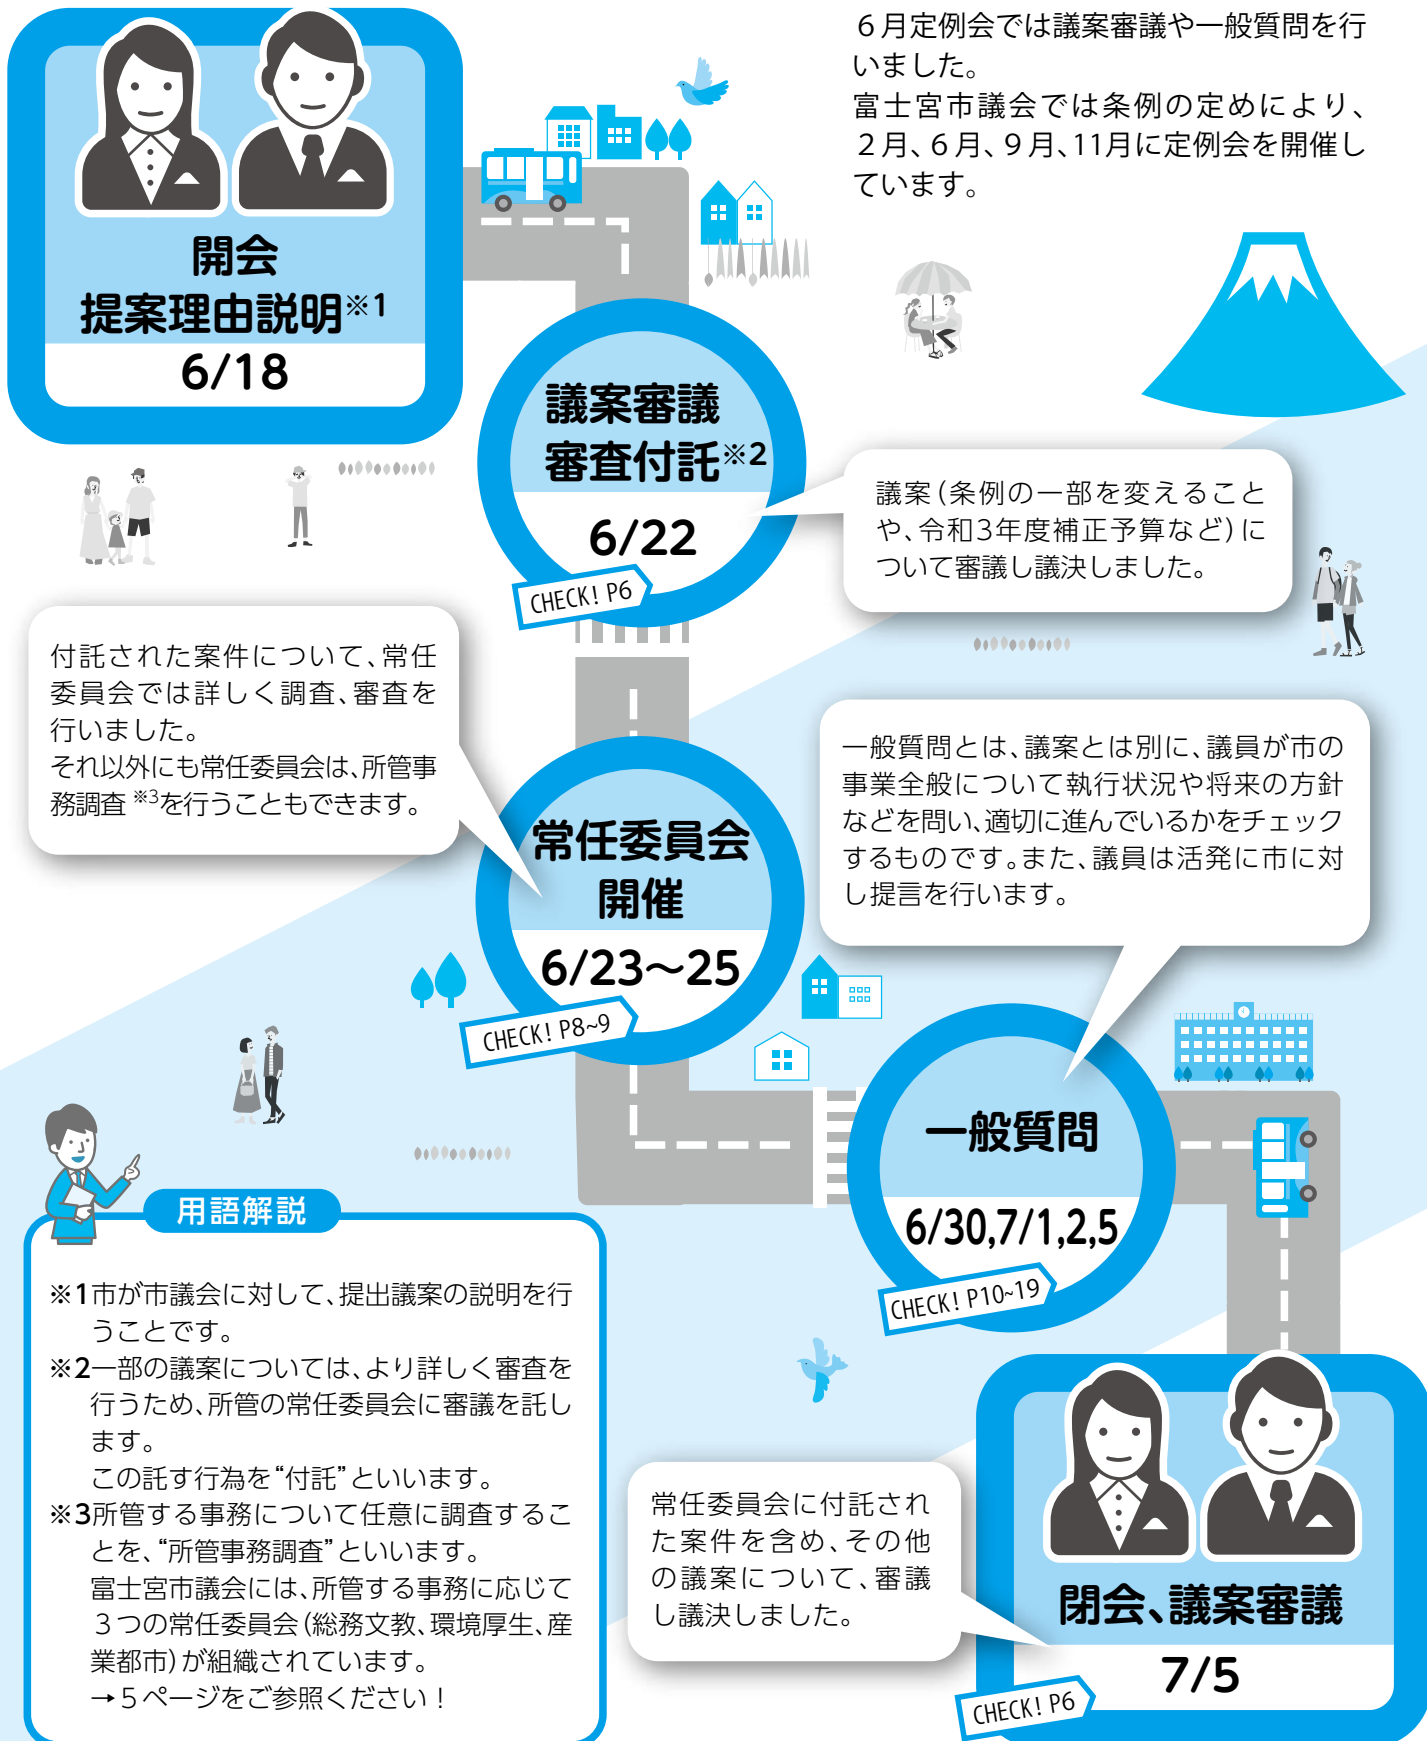 ６月定例会では議案審議や一般質問を行
いました。
富士宮市議会では条例の定めにより、
２月、６月、９月、11月に定例会を開催し
ています。
開会
提案理由説明※1
6/18
議案審議
審査付託※2
6/22
CHECK! P6
議案（条例の一部を変えること
や、令和3年度補正予算など）に
ついて審議し議決しました。
付託された案件について、常任
委員会では詳しく調査、審査を
行いました。
それ以外にも常任委員会は、所管事
務調査※3を行うこともできます。
常任委員会
開催
6/23～25
CHECK! P8~9
一般質問とは、議案とは別に、議員が市の
事業全般について執行状況や将来の方針
などを問い、適切に進んでいるかをチェック
するものです。また、議員は活発に市に対
し提言を行います。
一般質問
6/30,7/1,2,5
CHECK! P10~19
用語解説
※1市が市議会に対して、提出議案の説明を行
うことです。
※2一部の議案については、より詳しく審査を
行うため、所管の常任委員会に審議を託し
ます。
この託す行為を“付託”といいます。
※3所管する事務について任意に調査するこ
とを、“所管事務調査”といいます。
富士宮市議会には、所管する事務に応じて
３つの常任委員会（総務文教、環境厚生、産
業都市）が組織されています。
→５ページをご参照ください！
常任委員会に付託され
た案件を含め、その他
の議案について、審議
し議決しました。
閉会、議案審議
7/5
CHECK! P6